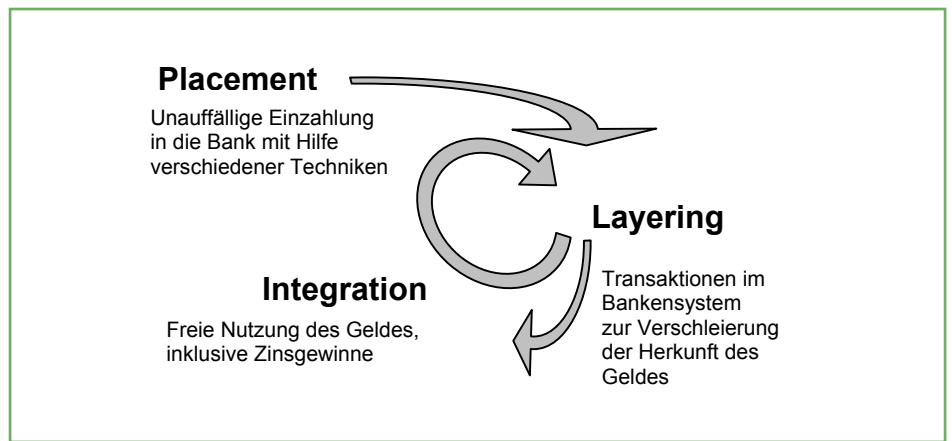 Placement
Unauffällige Einzahlung
in die Bank mit Hilfe
verschiedener Techniken
Layering
Transaktionen im
Bankensystem
zur Verschleierung
der Herkunft des
Geldes
Integration
Freie Nutzung des Geldes,
inklusive Zinsgewinne